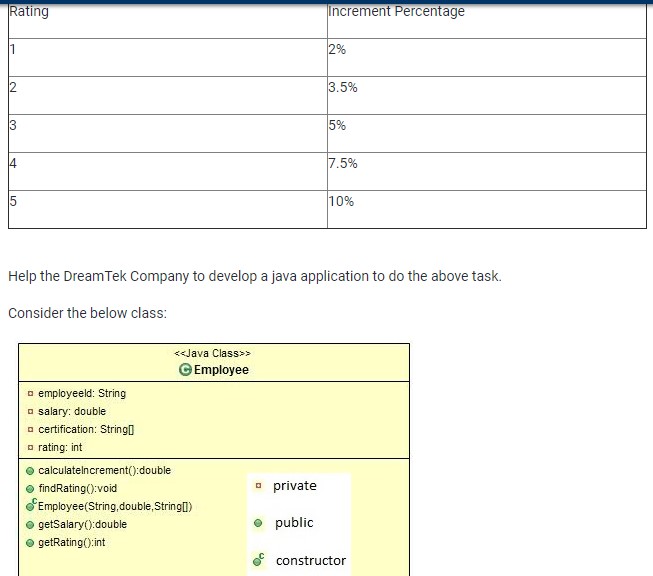 Rating Increment Percentage
1 2%
2 3.5%
3 5%
4 7.5%
5 10%
Help the DreamTek Company to develop a java application to do the above task.
Consider the below class:
<<Java Class>>
C Employee
employeeId: String
salary: double
certification: String[]
rating: int
calculateIncrement():double
findRating():void
C Employee(String,double,String[])
getSalary():double
getRating():int
private
public
C constructor